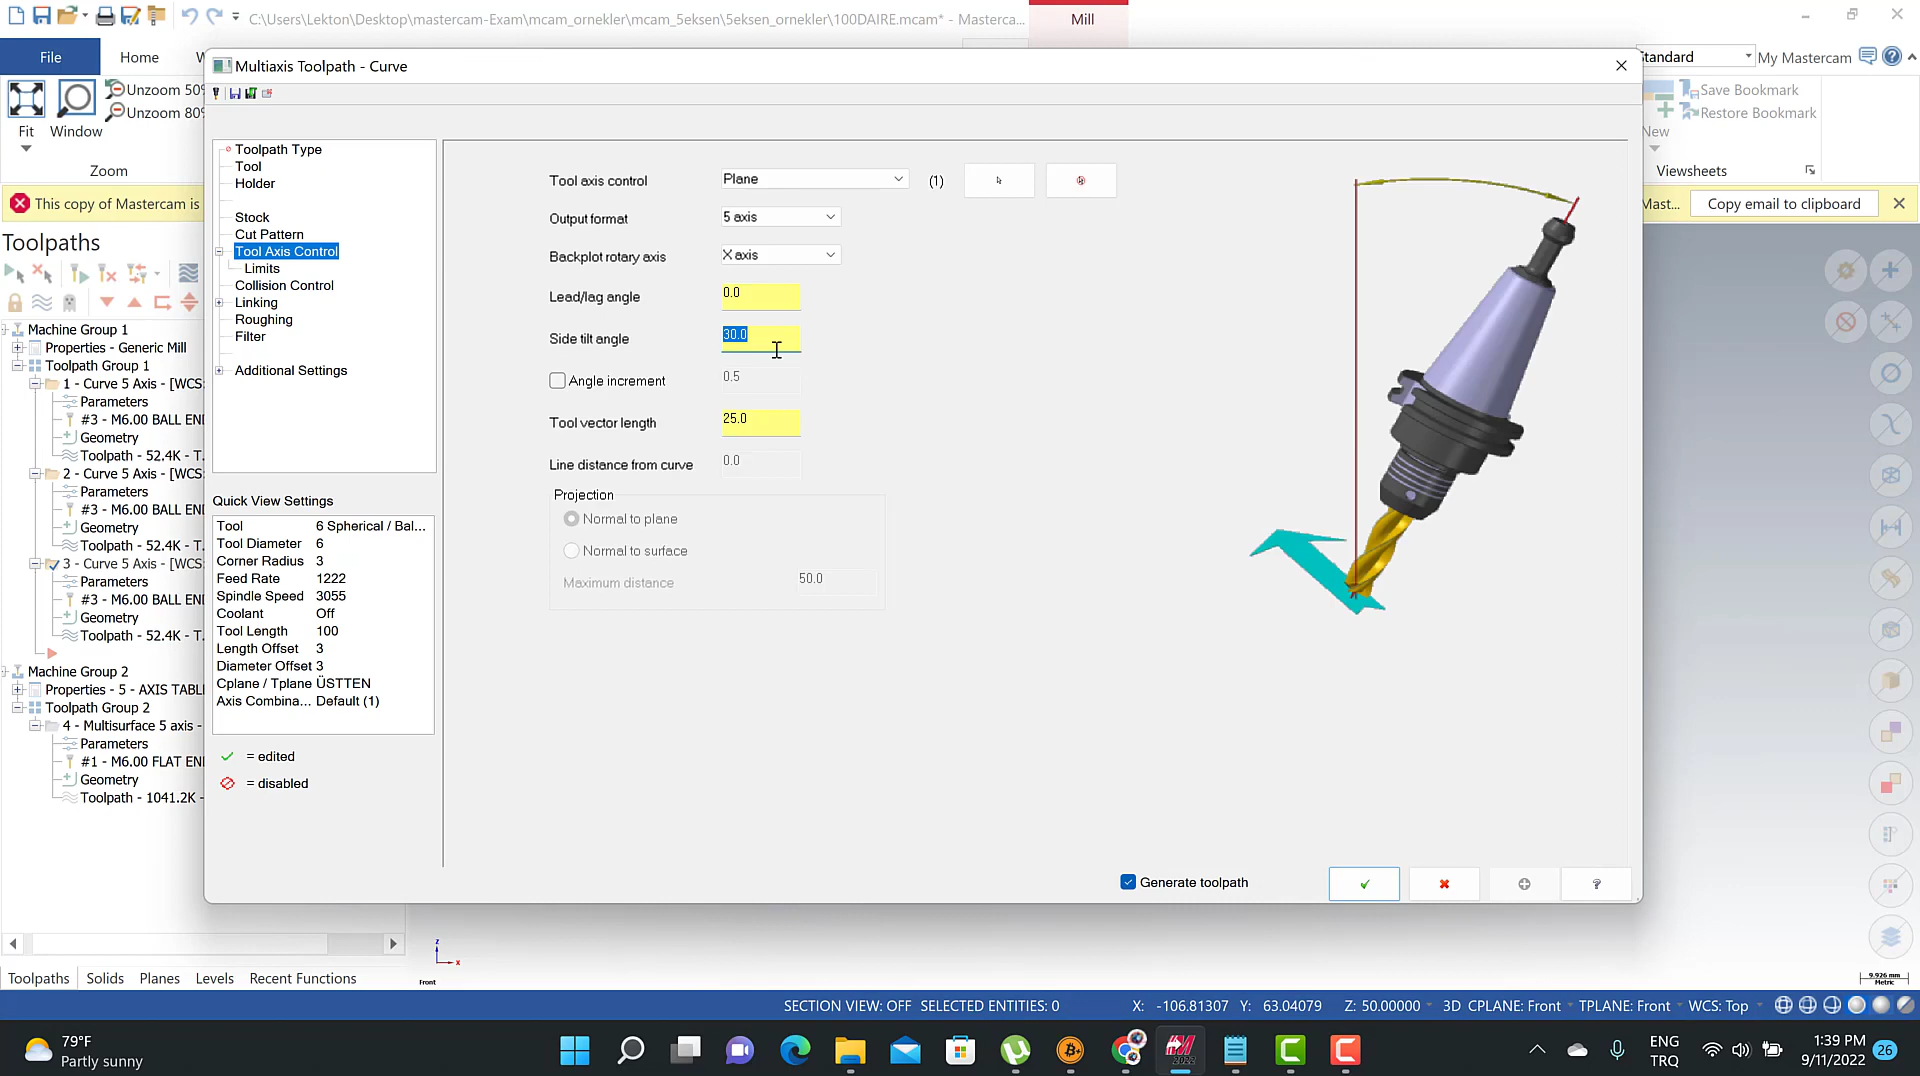 C:\Users\Lekton\Desktop\mastercam-Exam\mcam_ornekler\mcam_5eksen\5eksen_ornekler\100DAIRE.mcam* - Masterca...
Mill
File
Home
Standard
My Mastercam
Multiaxis Toolpath - Curve
Unzoom 50%
Unzoom 80%
Fit
Window
Zoom
Save Bookmark
Restore Bookmark
New
Viewsheets
This copy of Mastercam is
Mast...
Copy email to clipboard
Toolpaths
Machine Group 1
Properties - Generic Mill
Toolpath Group 1
1 - Curve 5 Axis - [WCS:
Parameters
#3 - M6.00 BALL EN
Geometry
Toolpath - 52.4K - T.
2 - Curve 5 Axis - [WCS:
Parameters
#3 - M6.00 BALL EN
Geometry
Toolpath - 52.4K - T.
3 - Curve 5 Axis - [WCS:
Parameters
#3 - M6.00 BALL EN
Geometry
Toolpath - 52.4K - T.
Machine Group 2
Properties - 5 - AXIS TABL
Toolpath Group 2
4 - Multisurface 5 axis -
Parameters
#1 - M6.00 FLAT EN
Geometry
Toolpath - 1041.2K -
Toolpath Type
Tool
Holder
Stock
Cut Pattern
Tool Axis Control
Limits
Collision Control
Linking
Roughing
Filter
Additional Settings
Quick View Settings
Tool 6 Spherical / Bal...
Tool Diameter 6
Corner Radius 3
Feed Rate 1222
Spindle Speed 3055
Coolant Off
Tool Length 100
Length Offset 3
Diameter Offset 3
Cplane / Tplane ÜSTTEN
Axis Combina... Default (1)
= edited
= disabled
Tool axis control Plane (1)
Output format 5 axis
Backplot rotary axis X axis
Lead/lag angle 0.0
Side tilt angle 30.0
Angle increment 0.5
Tool vector length 25.0
Line distance from curve 0.0
Projection
Normal to plane
Normal to surface
Maximum distance 50.0
Generate toolpath
Toolpaths Solids Planes Levels Recent Functions
z
x
Front
9.926 mm
Metric
SECTION VIEW: OFF SELECTED ENTITIES: 0 X: -106.81307 Y: 63.04079 Z: 50.00000 3D CPLANE: Front TPLANE: Front WCS: Top
79°F
Partly sunny
2022
ENG
TRQ
1:39 PM
9/11/2022
26